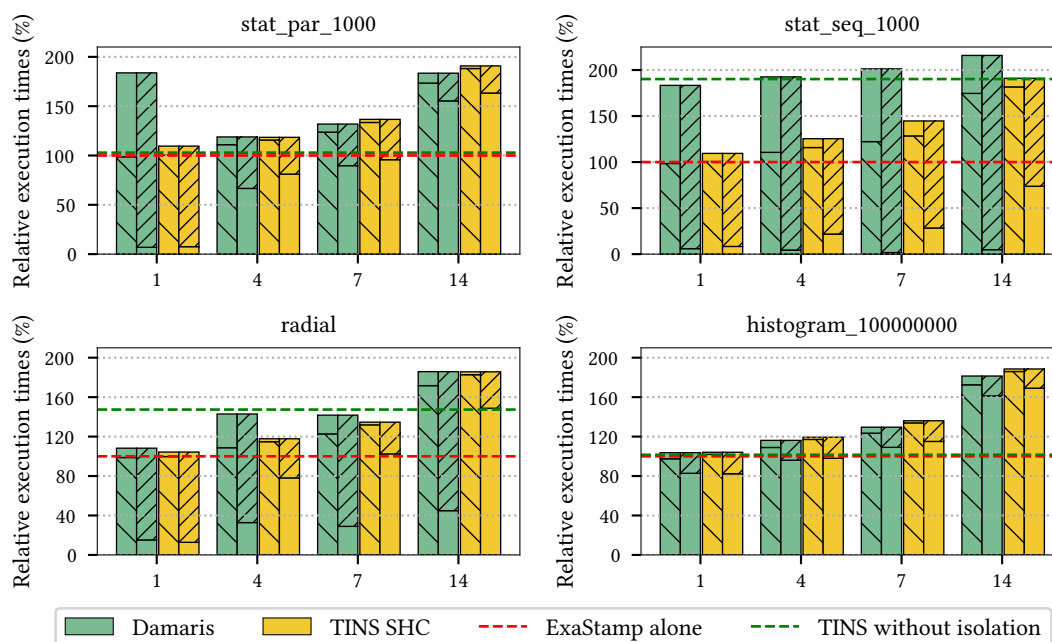 stat_par_1000
stat_seq_1000
Relative execution times (%)
200
150
100
50
0
1 4 7 14
Relative execution times (%)
200
150
100
50
0
1 4 7 14
radial
histogram_100000000
Relative execution times (%)
200
160
120
80
40
0
1 4 7 14
Relative execution times (%)
200
160
120
80
40
0
1 4 7 14
Damaris TINS SHC ExaStamp alone TINS without isolation